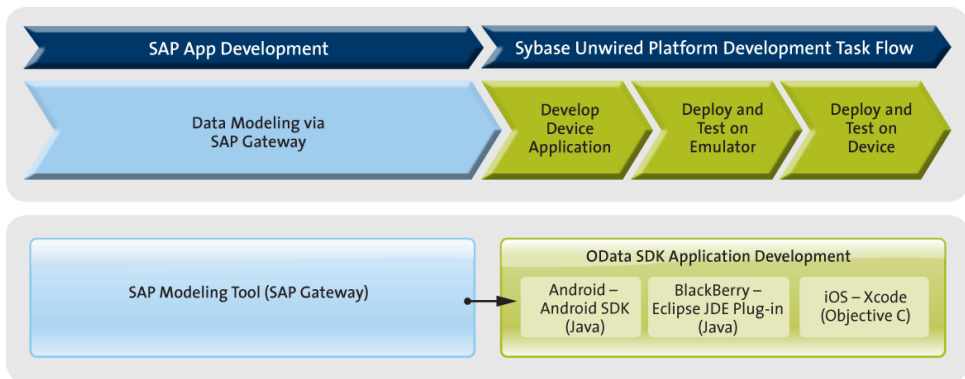 SAP App Development
Sybase Unwired Platform Development Task Flow
Data Modeling via
SAP Gateway
Develop
Device
Application
Deploy and
Test on
Emulator
Deploy and
Test on
Device
SAP Modeling Tool (SAP Gateway)
OData SDK Application Development
Android –
Android SDK
(Java)
BlackBerry –
Eclipse JDE Plug-in
(Java)
iOS – Xcode
(Objective C)